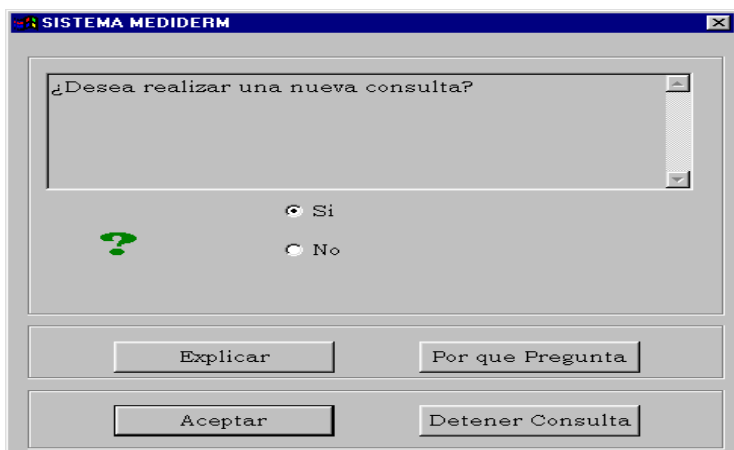 SISTEMA MEDIDERM
¿Desea realizar una nueva consulta?
Si
No
Explicar
Por que Pregunta
Aceptar
Detener Consulta